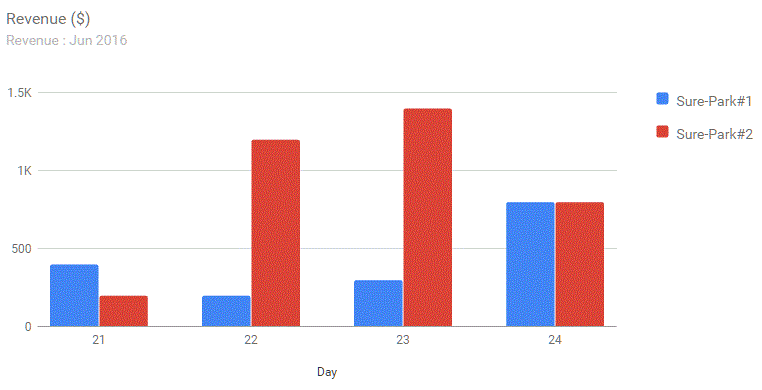 Revenue ($)
Revenue : Jun 2016
1.5K
1K
500
0
21 22 23 24
Day
Sure-Park#1
Sure-Park#2